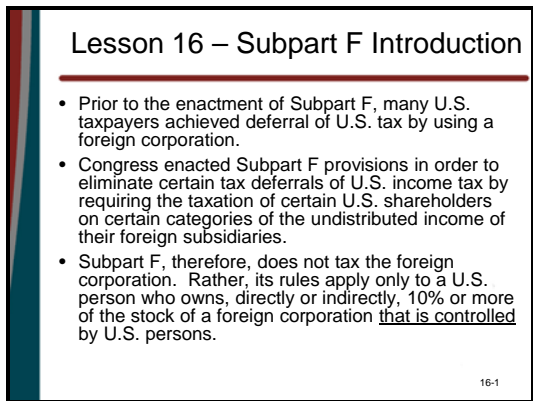 Lesson 16 – Subpart F Introduction
• Prior to the enactment of Subpart F, many U.S.
taxpayers achieved deferral of U.S. tax by using a
foreign corporation.
• Congress enacted Subpart F provisions in order to
eliminate certain tax deferrals of U.S. income tax by
requiring the taxation of certain U.S. shareholders
on certain categories of the undistributed income of
their foreign subsidiaries.
• Subpart F, therefore, does not tax the foreign
corporation. Rather, its rules apply only to a U.S.
person who owns, directly or indirectly, 10% or more
of the stock of a foreign corporation that is controlled
by U.S. persons.
16-1